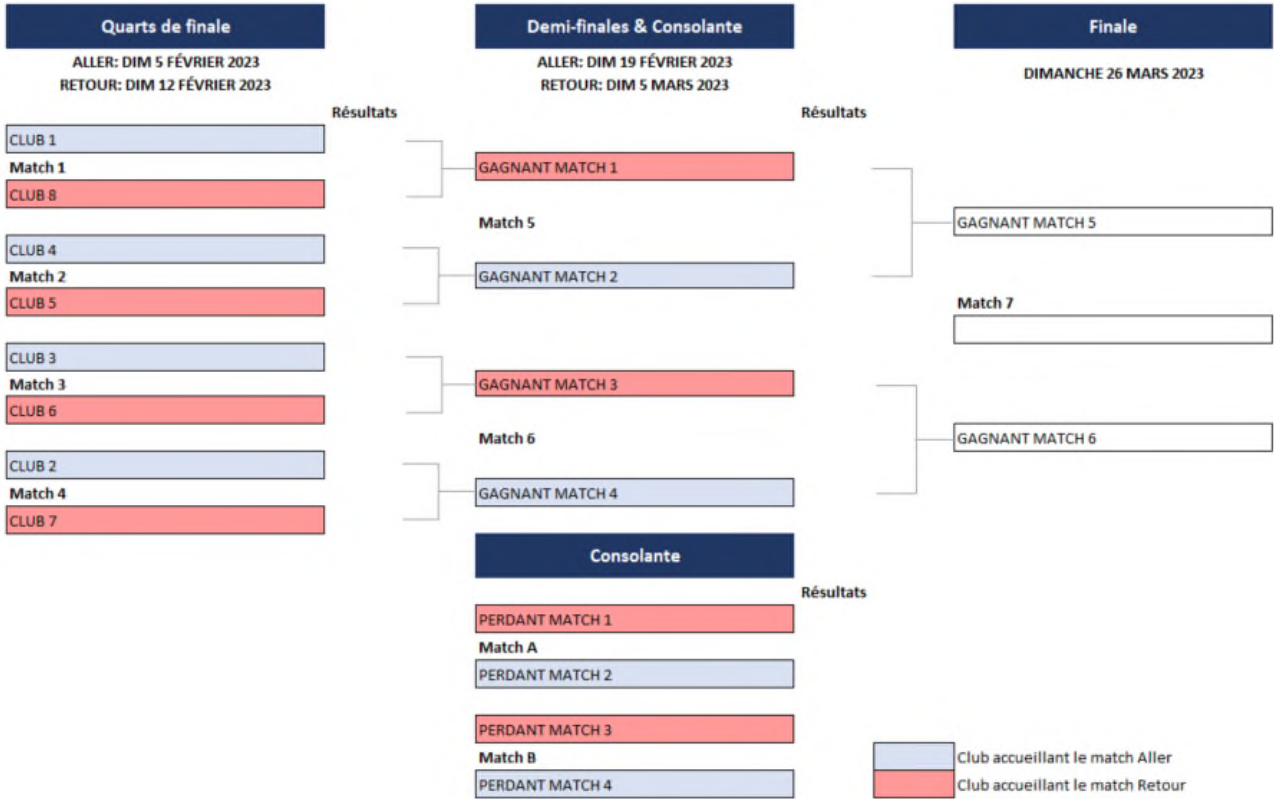 Quarts de finale
ALLER: DIM 5 FÉVRIER 2023
RETOUR: DIM 12 FÉVRIER 2023
Résultats
CLUB 1
Match 1
CLUB 8
CLUB 4
Match 2
CLUB 5
CLUB 3
Match 3
CLUB 6
CLUB 2
Match 4
CLUB 7
Demi-finales & Consolante
ALLER: DIM 19 FÉVRIER 2023
RETOUR: DIM 5 MARS 2023
Résultats
GAGNANT MATCH 1
Match 5
GAGNANT MATCH 2
GAGNANT MATCH 3
Match 6
GAGNANT MATCH 4
Consolante
Résultats
PERDANT MATCH 1
Match A
PERDANT MATCH 2
PERDANT MATCH 3
Match B
PERDANT MATCH 4
Finale
DIMANCHE 26 MARS 2023
GAGNANT MATCH 5
Match 7
GAGNANT MATCH 6
Club accueillant le match Aller
Club accueillant le match Retour